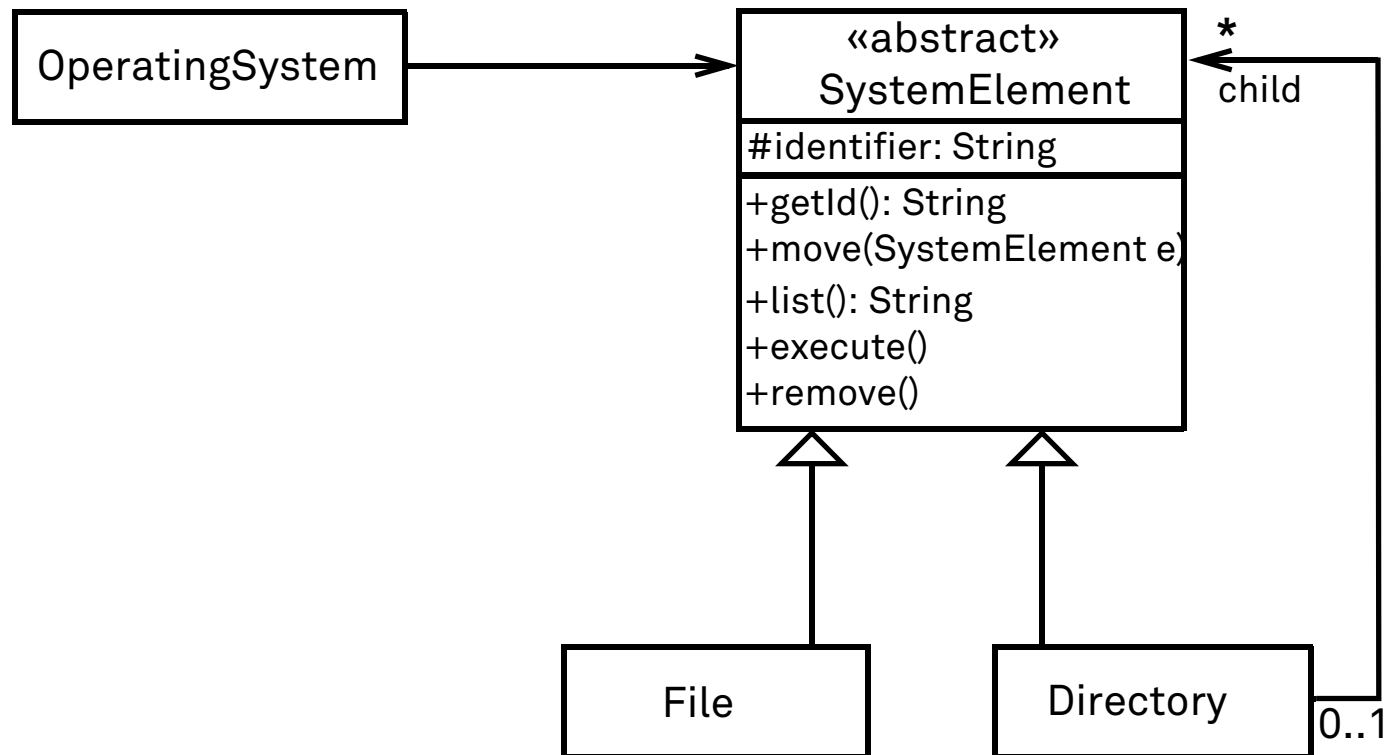 OperatingSystem
«abstract»
SystemElement
#identifier: String
+getId(): String
+move(SystemElement e)
+list(): String
+execute()
+remove()
*
child
File
Directory
0..1